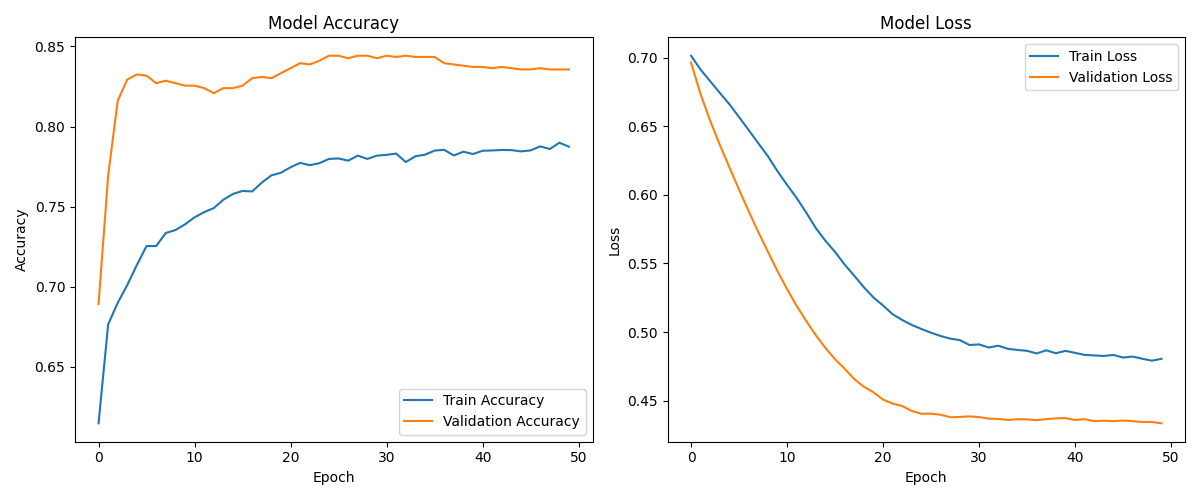 Model Accuracy
Accuracy
0.85
0.80
0.75
0.70
0.65
0 10 20 30 40 50
Epoch
Train Accuracy
Validation Accuracy
Model Loss
Loss
0.70
0.65
0.60
0.55
0.50
0.45
0 10 20 30 40 50
Epoch
Train Loss
Validation Loss